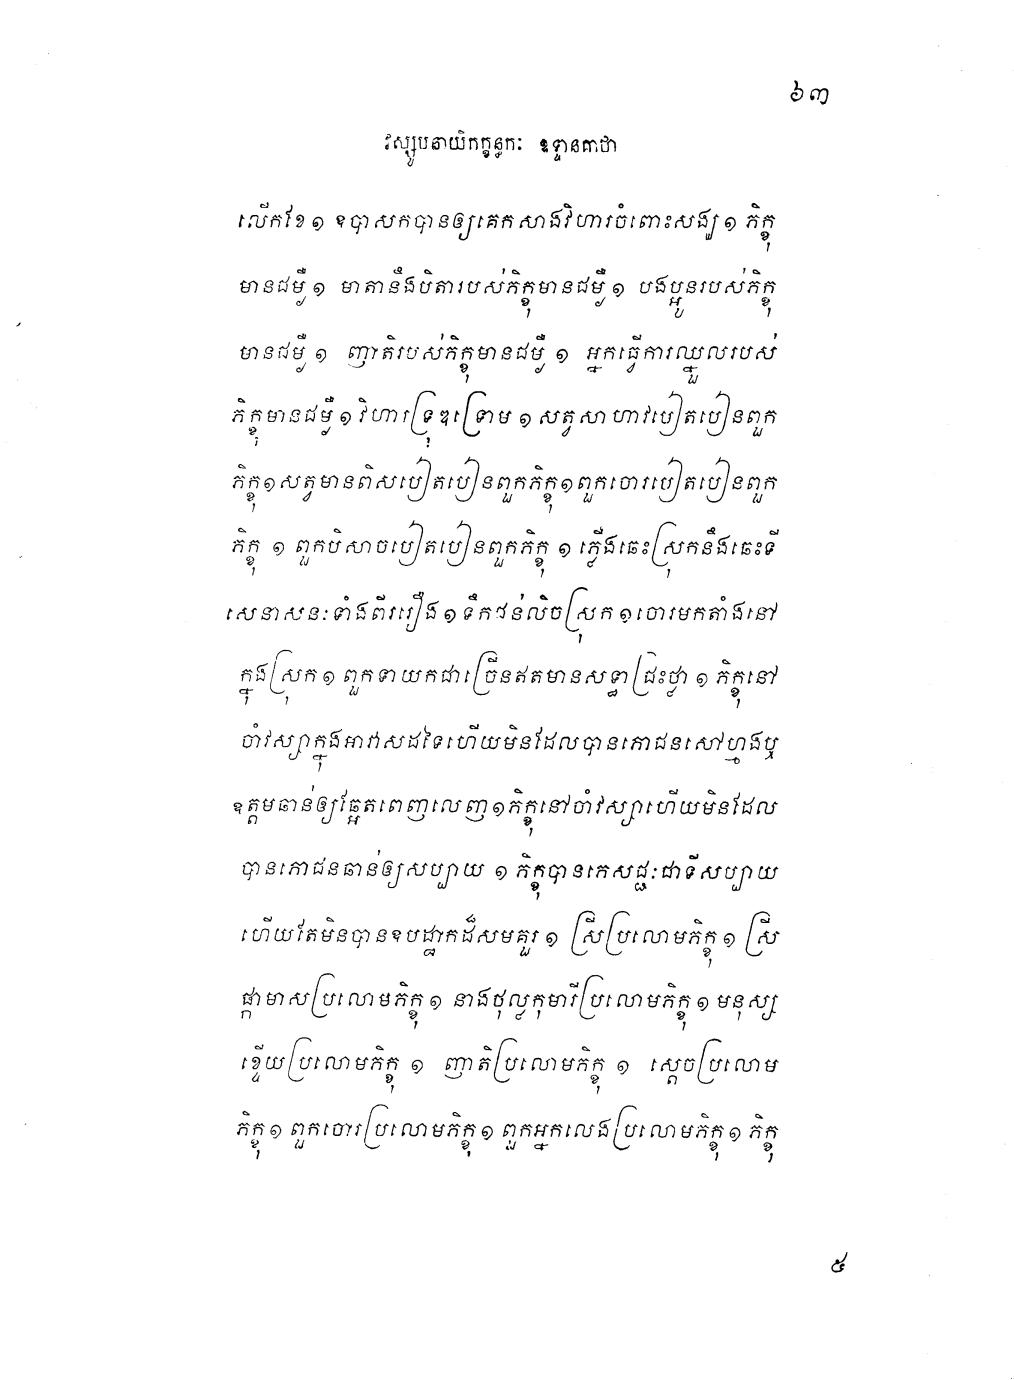 ៦៣
វស្សូបនាយិកក្ខន្ធកៈ ឧទ្ទានគាថា
លើកខែ ១ ឧបាសកបានឲ្យគេកសាងវិហារចំពោះសង្ឃ ១ ភិក្ខុ
មានជម្ងឺ ១ មាតានឹងបិតារបស់ភិក្ខុមានជម្ងឺ ១ បងប្អូនរបស់ភិក្ខុ
មានជម្ងឺ ១ ញាតិរបស់ភិក្ខុមានជម្ងឺ ១ អ្នកធ្វើការឈ្នួលរបស់
ភិក្ខុមានជម្ងឺ ១ វិហារទ្រុឌទ្រោម ១ សត្វសាហាវបៀតបៀនពួក
ភិក្ខុ ១ សត្វមានពិសបៀតបៀនពួកភិក្ខុ ១ ពួកចោរបៀតបៀនពួក
ភិក្ខុ ១ ពួកបិសាចបៀតបៀនពួកភិក្ខុ ១ ភ្លើងឆេះស្រុកនឹងឆេះទី
សេនាសនៈទាំងពីររឿង ១ ទឹកជន់លិចស្រុក ១ ចោរមកតាំងនៅ
ក្នុងស្រុក ១ ពួកទាយកជាច្រើនឥតមានសទ្ធាជ្រះថ្លា ១ ភិក្ខុនៅ
ចាំវស្សាក្នុងអាវាសដទៃហើយមិនដែលបានភោជនសៅហ្មងឬ
ឧត្តមឆាន់ឲ្យឆ្អែតពេញលេញ ១ ភិក្ខុនៅចាំវស្សាហើយមិនដែល
បានភោជនឆាន់ឲ្យសប្បាយ ១ ភិក្ខុបានភេសជ្ជៈជាទីសប្បាយ
ហើយតែមិនបានឧបដ្ឋាកដ៏សមគួរ ១ ស្រីប្រលោមភិក្ខុ ១ ស្រី
ផ្កាមាសប្រលោមភិក្ខុ ១ នាងថុល្លកុមារីប្រលោមភិក្ខុ ១ មនុស្ស
ខ្ទើយប្រលោមភិក្ខុ ១ ញាតិប្រលោមភិក្ខុ ១ ស្តេចប្រលោម
ភិក្ខុ ១ ពួកចោរប្រលោមភិក្ខុ ១ ពួកអ្នកលេងប្រលោមភិក្ខុ ១ ភិក្ខុ
៥